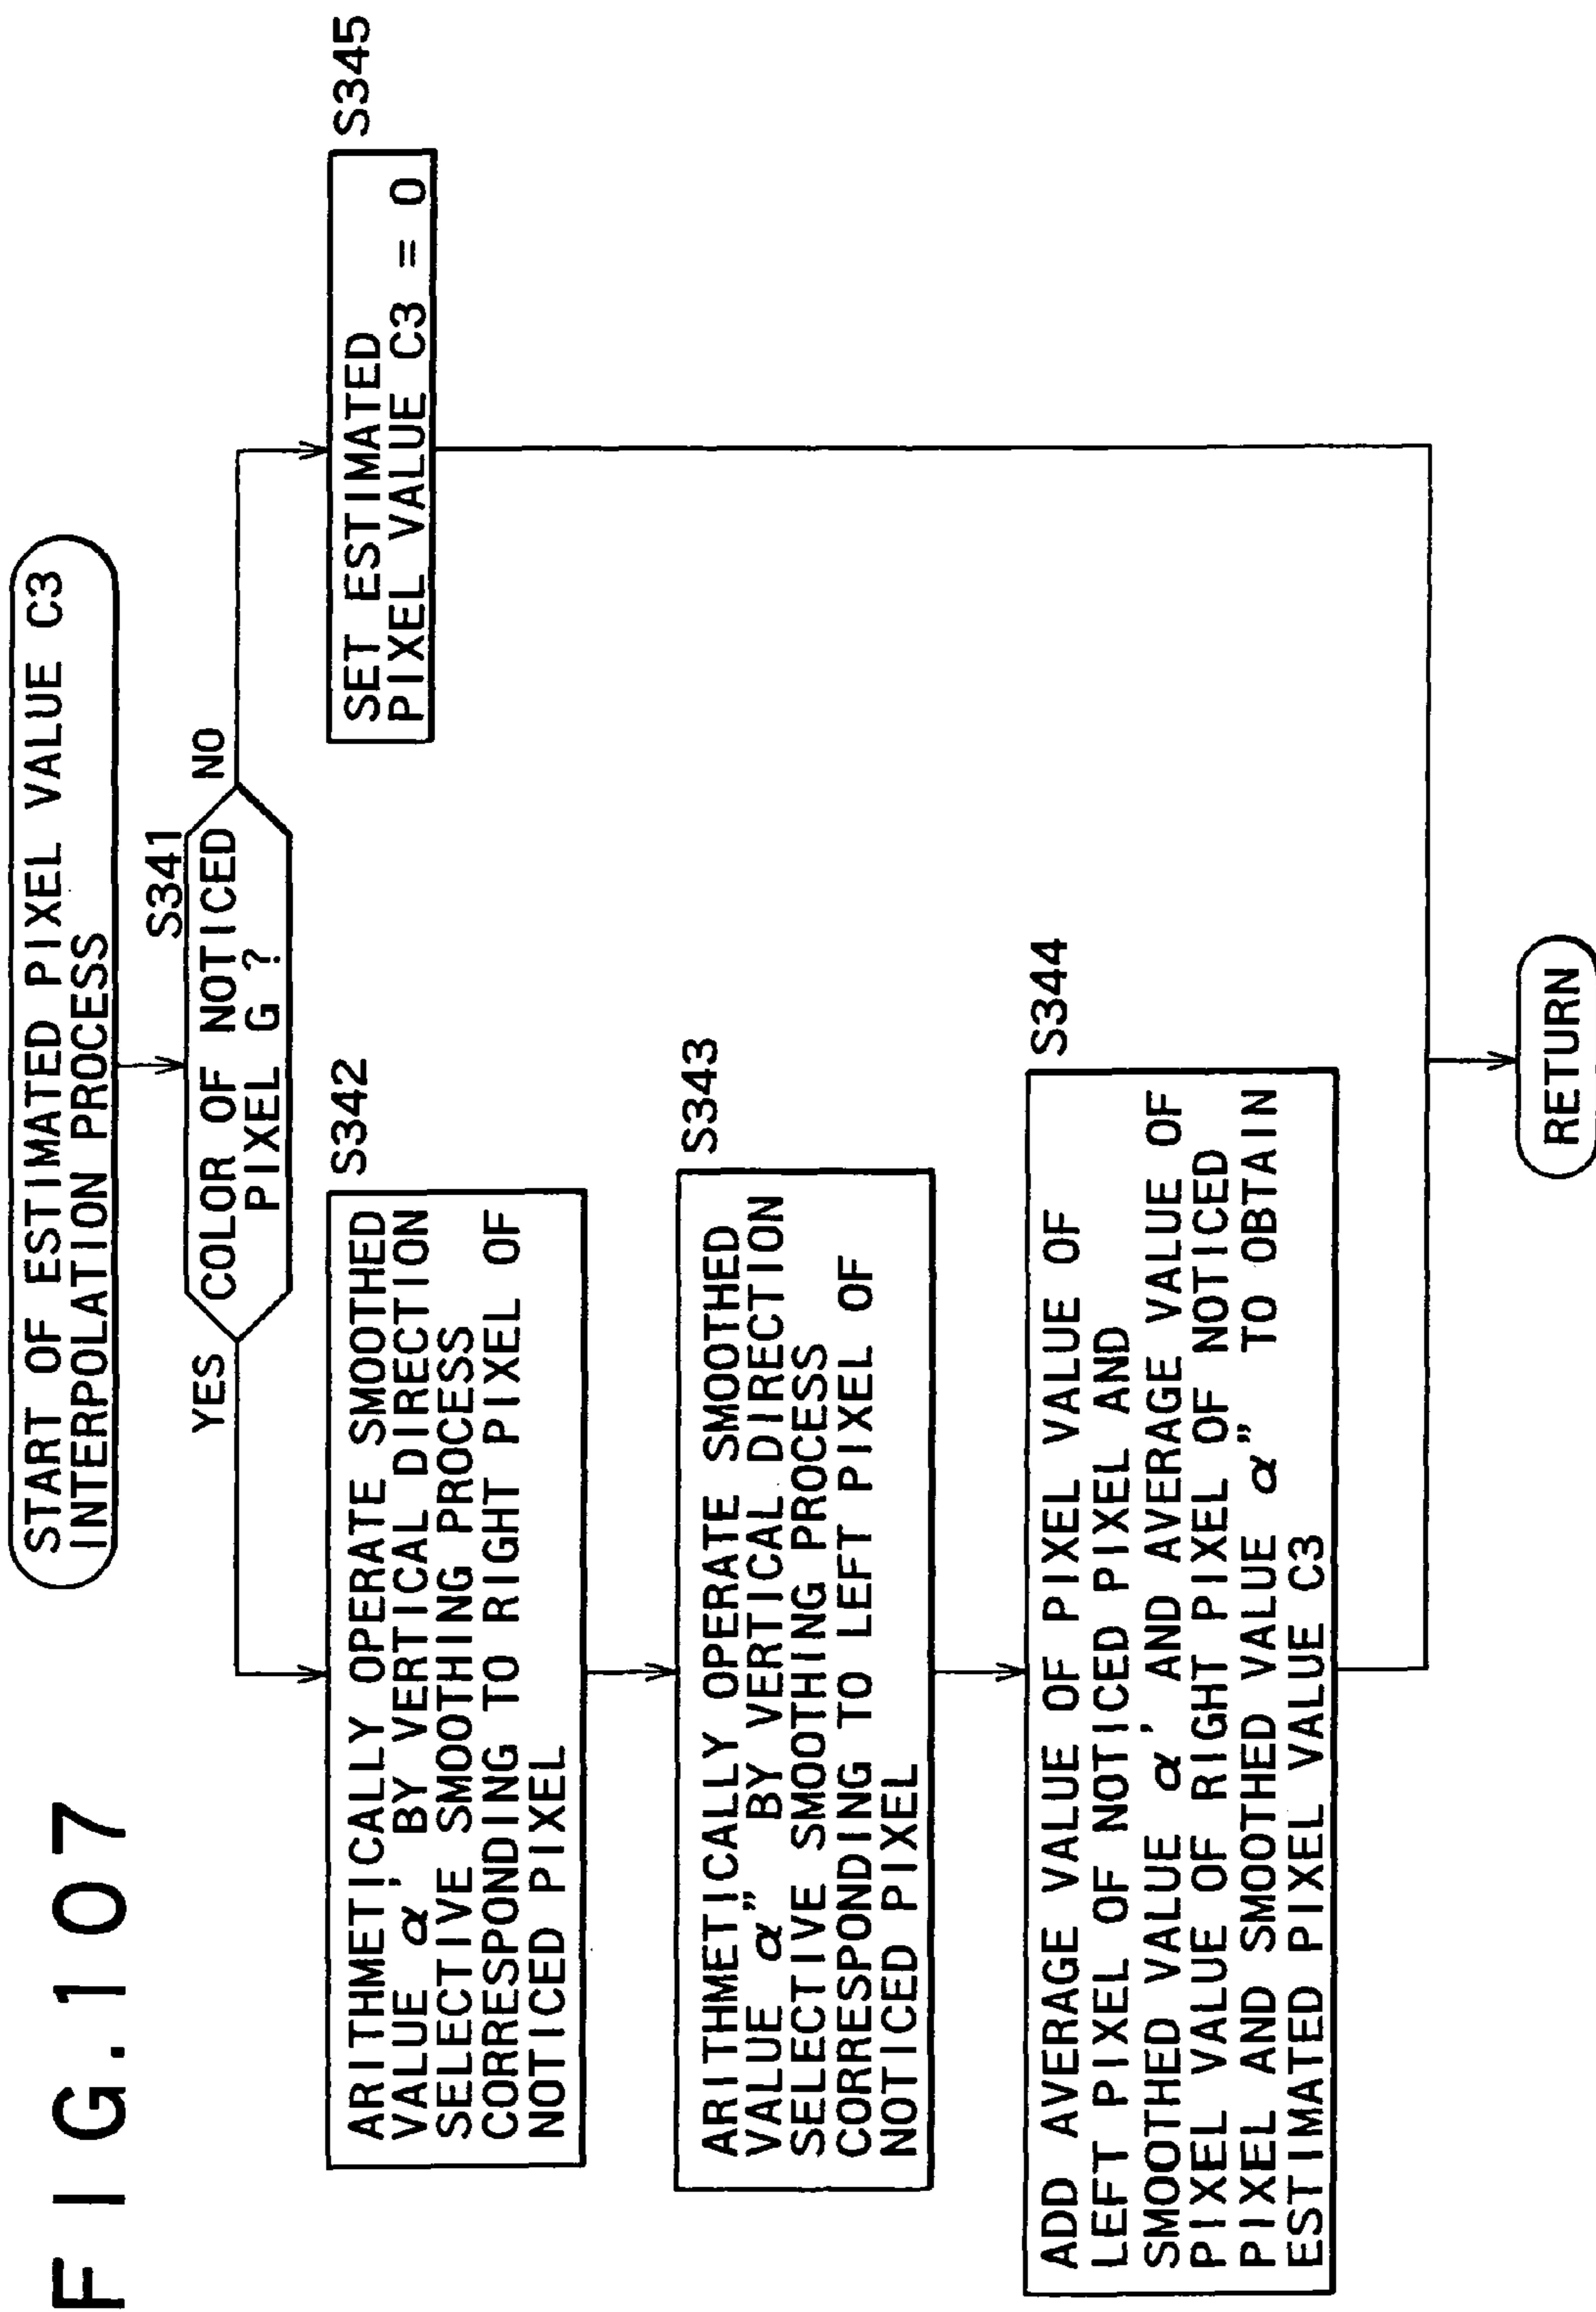 FIG.107
START OF ESTIMATED PIXEL VALUE C3
INTERPOLATION PROCESS
S341
COLOR OF NOTICED
PIXEL G ?
YES
NO
S342
ARITHMETICALLY OPERATE SMOOTHED
VALUE α' BY VERTICAL DIRECTION
SELECTIVE SMOOTHING PROCESS
CORRESPONDING TO RIGHT PIXEL OF
NOTICED PIXEL
S345
SET ESTIMATED
PIXEL VALUE C3 = 0
S343
ARITHMETICALLY OPERATE SMOOTHED
VALUE α" BY VERTICAL DIRECTION
SELECTIVE SMOOTHING PROCESS
CORRESPONDING TO LEFT PIXEL OF
NOTICED PIXEL
S344
ADD AVERAGE VALUE OF PIXEL VALUE OF
LEFT PIXEL OF NOTICED PIXEL AND
SMOOTHED VALUE α' AND AVERAGE VALUE OF
PIXEL VALUE OF RIGHT PIXEL OF NOTICED
PIXEL AND SMOOTHED VALUE α" TO OBTAIN
ESTIMATED PIXEL VALUE C3
RETURN